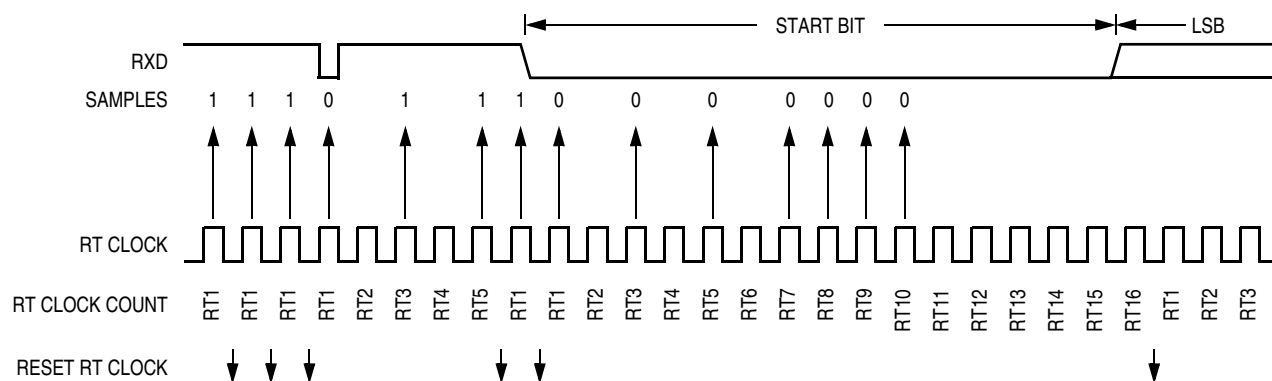 START BIT LSB
RXD
SAMPLES 1 1 1 0 1 1 1 0 0 0 0 0 0 0
RT CLOCK
RT CLOCK COUNT RT1 RT1 RT1 RT1 RT2 RT3 RT4 RT5 RT1 RT1 RT2 RT3 RT4 RT5 RT6 RT7 RT8 RT9 RT10 RT11 RT12 RT13 RT14 RT15 RT16 RT1 RT2 RT3
RESET RT CLOCK